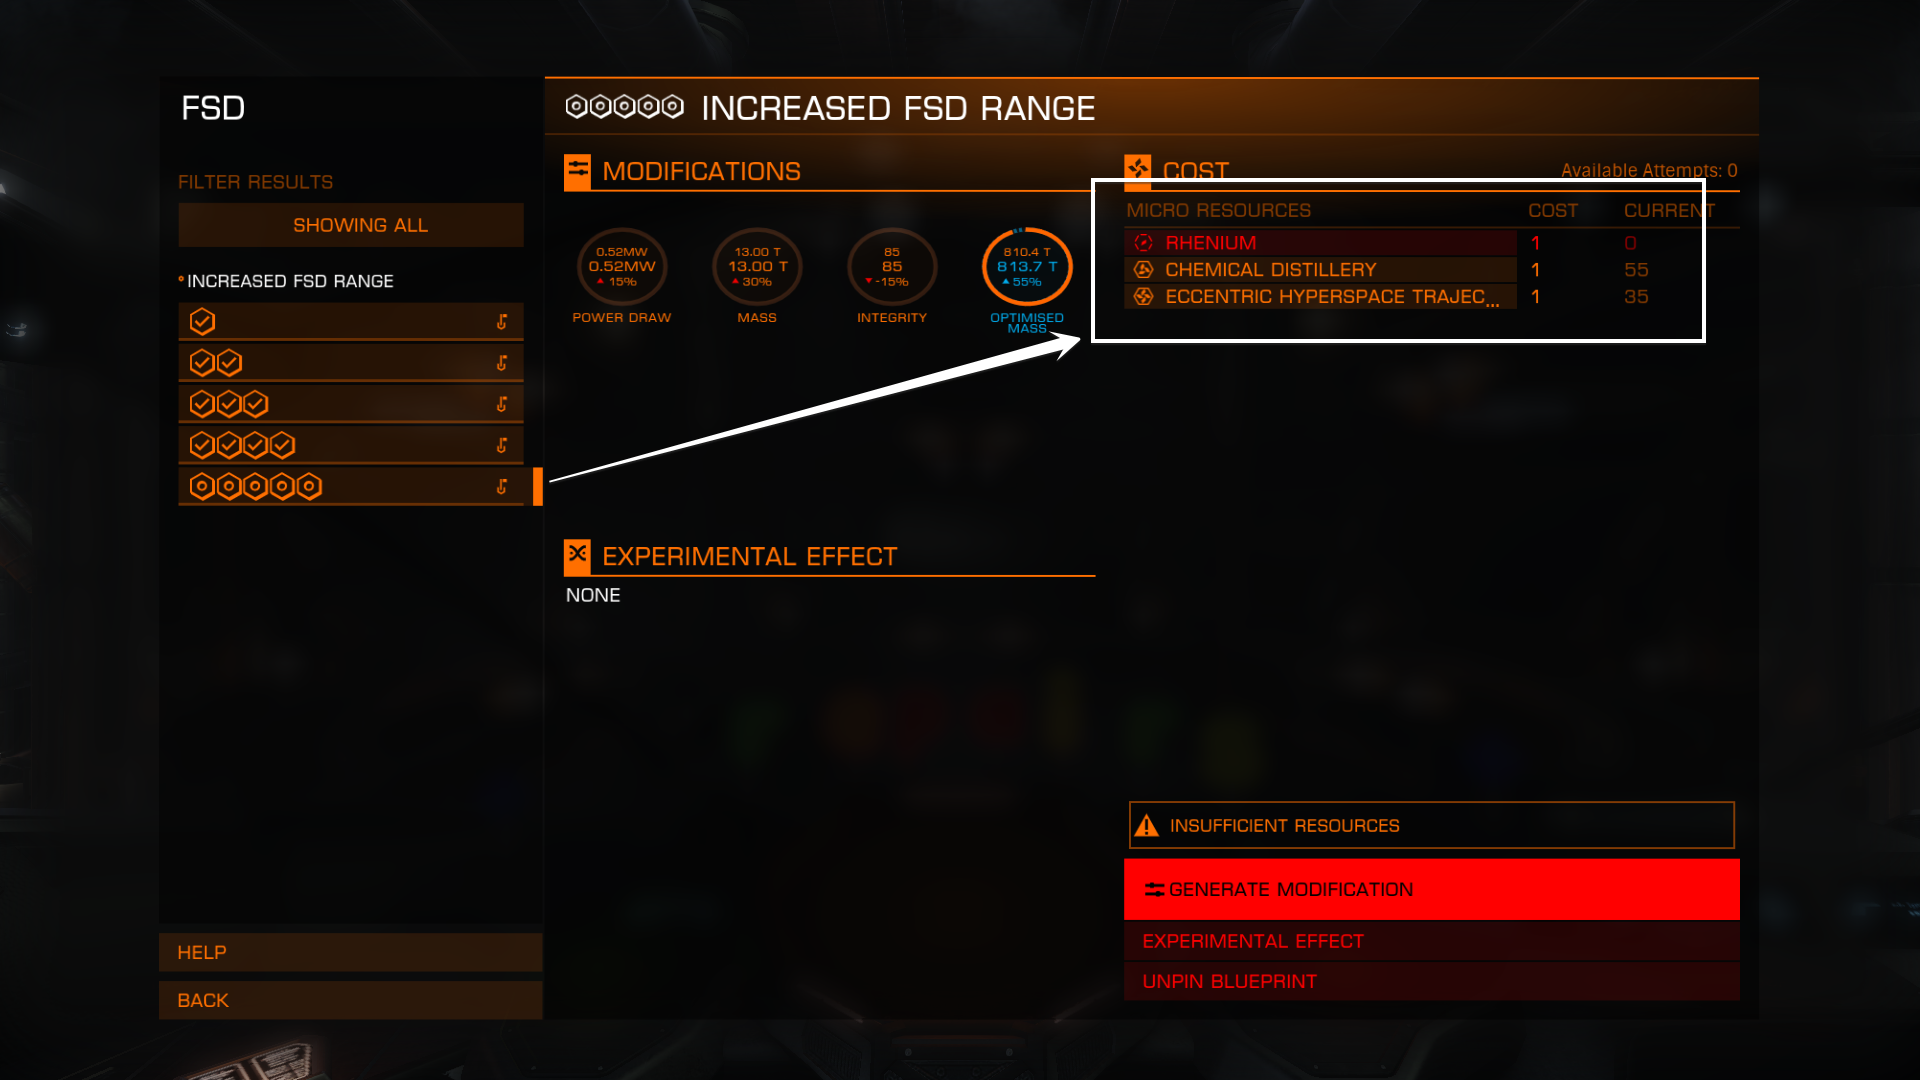 FSD
FILTER RESULTS
SHOWING ALL
INCREASED FSD RANGE
HELP
BACK
INCREASED FSD RANGE
MODIFICATIONS
0.52MW
0.52MW
15%
POWER DRAW
13.00 T
13.00 T
30%
MASS
85
85
-15%
INTEGRITY
810.4 T
813.7 T
55%
OPTIMISED
MASS
EXPERIMENTAL EFFECT
NONE
COST
Available Attempts: 0
MICRO RESOURCES COST CURRENT
RHENIUM 1 0
CHEMICAL DISTILLERY 1 55
ECCENTRIC HYPERSPACE TRAJEC... 1 35
INSUFFICIENT RESOURCES
GENERATE MODIFICATION
EXPERIMENTAL EFFECT
UNPIN BLUEPRINT